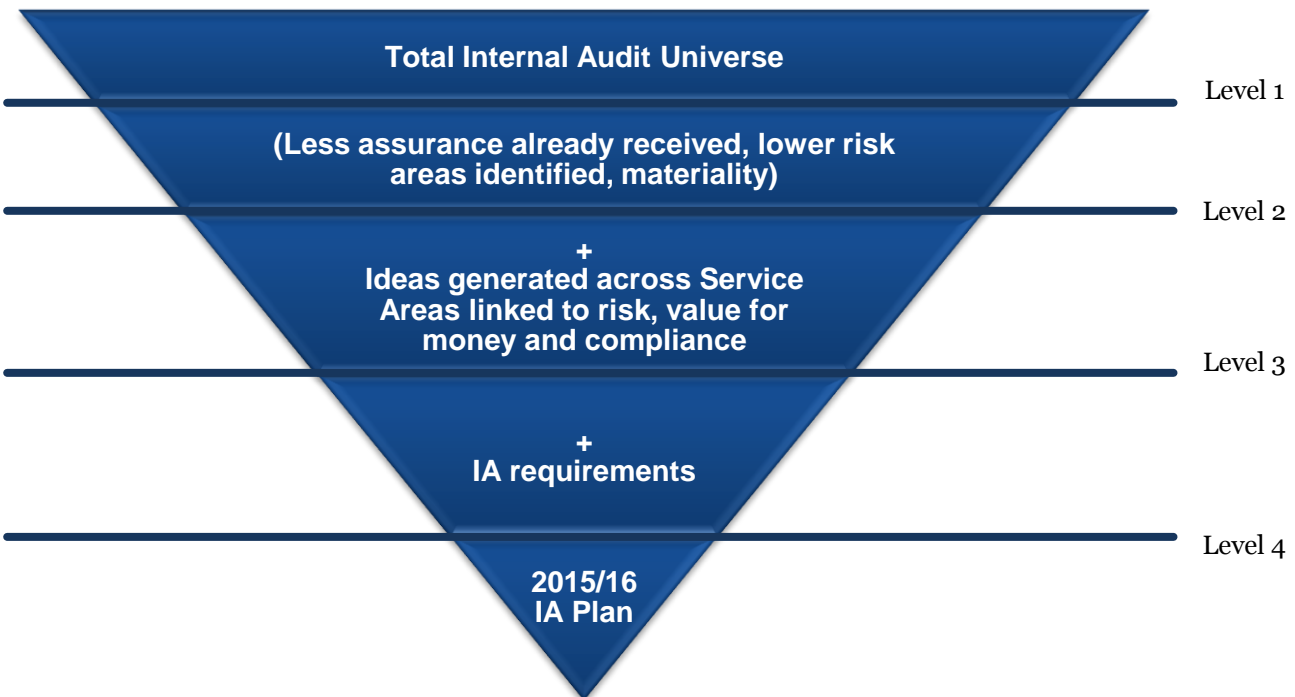 Total Internal Audit Universe
Level 1
(Less assurance already received, lower risk
areas identified, materiality)
Level 2
+
Ideas generated across Service
Areas linked to risk, value for
money and compliance
Level 3
+
IA requirements
Level 4
2015/16
IA Plan